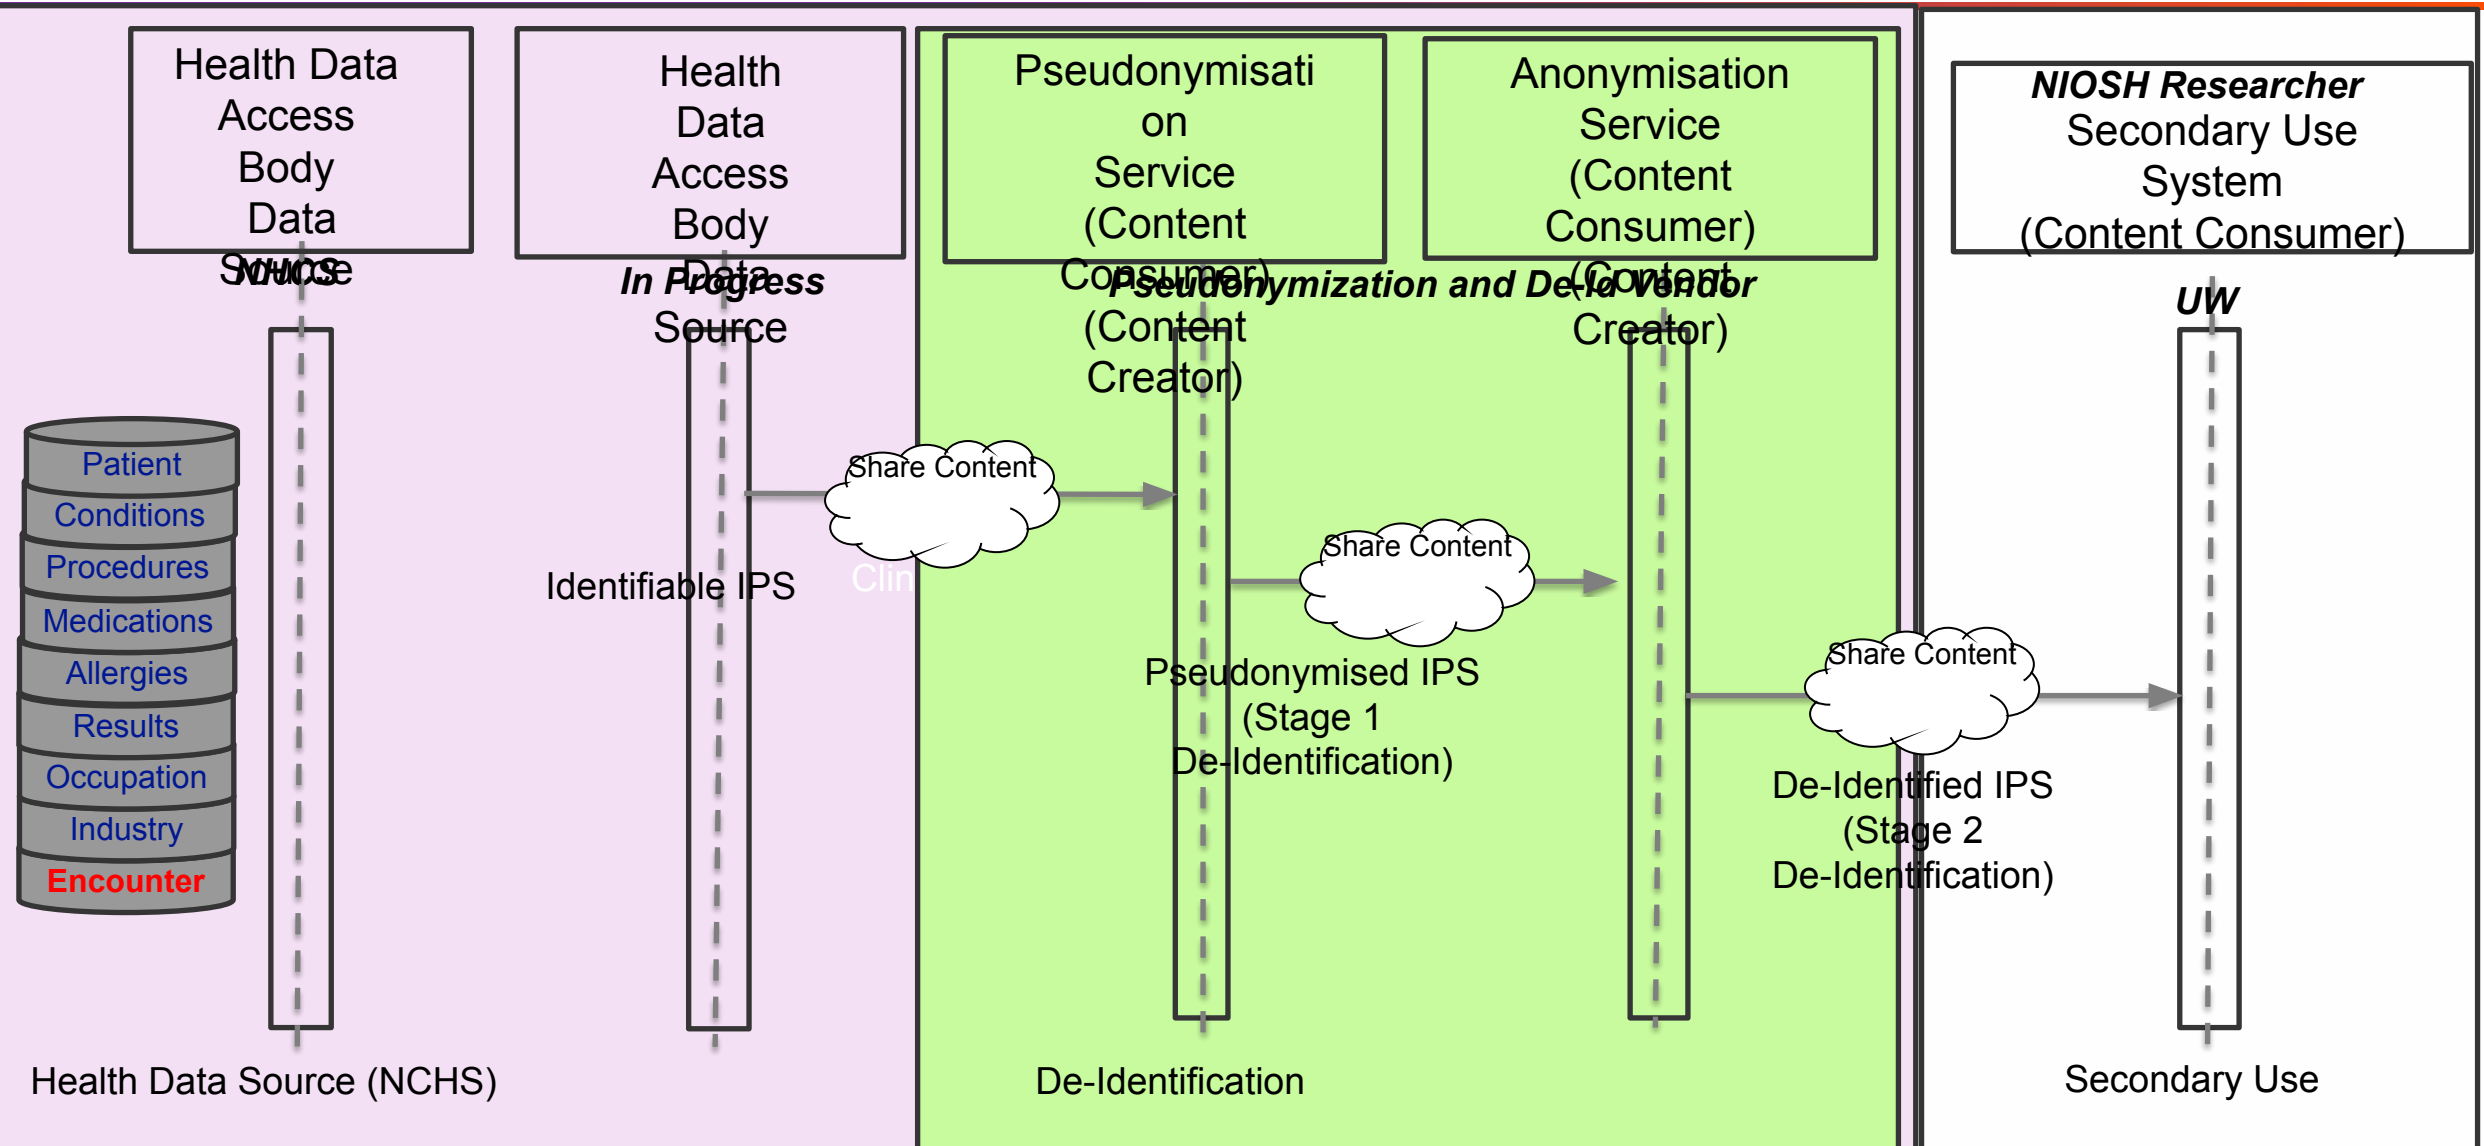 Health Data
Access
Body
Data
Source
NHCS
Health
Data
Access
Body
Data
Source
In Progress
Pseudonymisati
on
Service
(Content
Consumer)
(Content
Creator)
Anonymisation
Service
(Content
Consumer)
(Content
Creator)
Pseudonymization and De-Id Vendor
NIOSH Researcher
Secondary Use
System
(Content Consumer)
UW
Patient
Conditions
Procedures
Medications
Allergies
Results
Occupation
Industry
Encounter
Share Content
Identifiable IPS
Clin
Share Content
Pseudonymised IPS
(Stage 1
De-Identification)
Share Content
De-Identified IPS
(Stage 2
De-Identification)
Health Data Source (NCHS)
De-Identification
Secondary Use